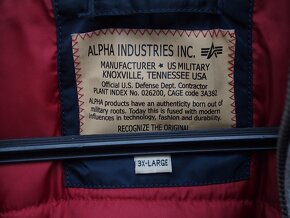 ALPHA INDUSTRIES INC.
MANUFACTURER ★ US MILITARY
KNOXVILLE, TENNESSEE USA
Official U.S. Defense Dept. Contractor
PLANT INDEX No. 026200, CAGE code 3A38Z
ALPHA products have an authenticity born out of
military roots. Today this is fused with modern
influences in technology, fashion and durability.
RECOGNIZE THE ORIGINAL
3X-LARGE